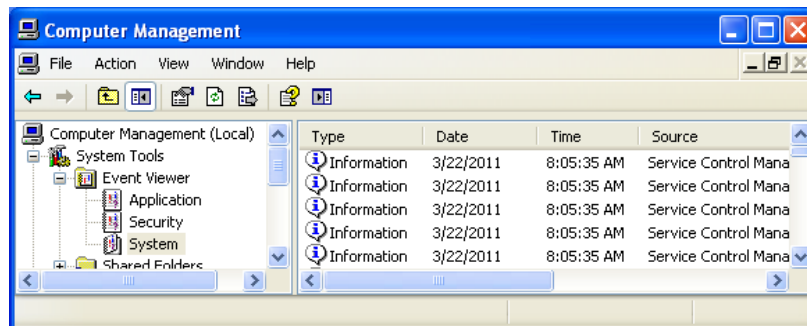 Computer Management
File Action View Window Help
Computer Management (Local)
System Tools
Event Viewer
Application
Security
System
Shared Folders
Type Date Time Source
Information 3/22/2011 8:05:35 AM Service Control Mana
Information 3/22/2011 8:05:35 AM Service Control Mana
Information 3/22/2011 8:05:35 AM Service Control Mana
Information 3/22/2011 8:05:35 AM Service Control Mana
Information 3/22/2011 8:05:35 AM Service Control Mana